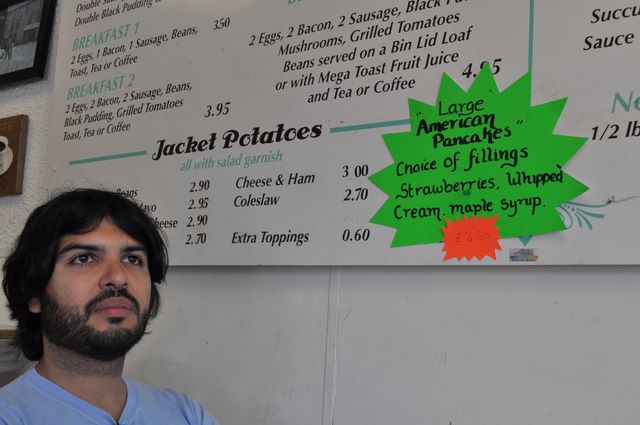 Double Black Pudding
BREAKFAST 1
3.50
2 Eggs, 1 Bacon, 1 Sausage, Beans,
Toast, Tea or Coffee
BREAKFAST 2
2 Eggs, 2 Bacon, 2 Sausage, Beans,
Black Pudding, Grilled Tomatoes
3.95
Toast, Tea or Coffee
2 Eggs, 2 Bacon, 2 Sausage, Black
Mushrooms, Grilled Tomatoes
Beans served on a Bin Lid Loaf
or with Mega Toast Fruit Juice
and Tea or Coffee
4.95
Jacket Potatoes
all with salad garnish
Beans 2.90 Cheese & Ham 3 00
2.95 Coleslaw 2.70
Cheese 2.90
2.70 Extra Toppings 0.60
"Large
American
Pancakes"
Choice of fillings
Strawberries, Whipped
Cream, maple syrup.
£3.50
Succu
Sauce
1/2 lb